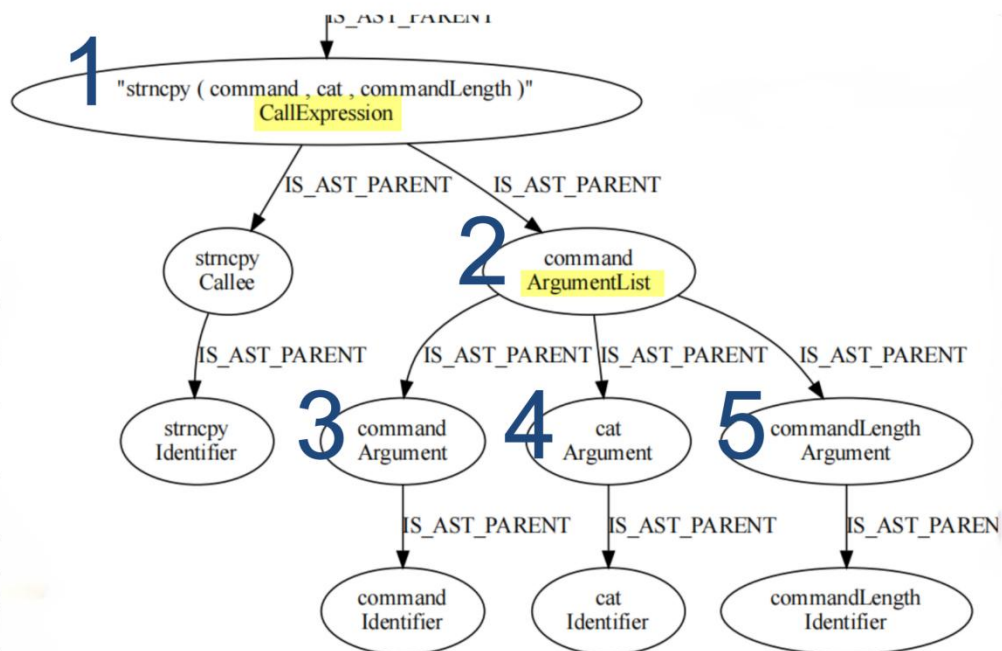 IS_AST_PARENT
1
"strncpy ( command , cat , commandLength )"
CallExpression
IS_AST_PARENT IS_AST_PARENT
strncpy
Callee
2
command
ArgumentList
IS_AST_PARENT IS_AST_PARENT IS_AST_PARENT IS_AST_PARENT
strncpy
Identifier
3
command
Argument
4
cat
Argument
5
commandLength
Argument
IS_AST_PARENT IS_AST_PARENT IS_AST_PAREN
command
Identifier
cat
Identifier
commandLength
Identifier